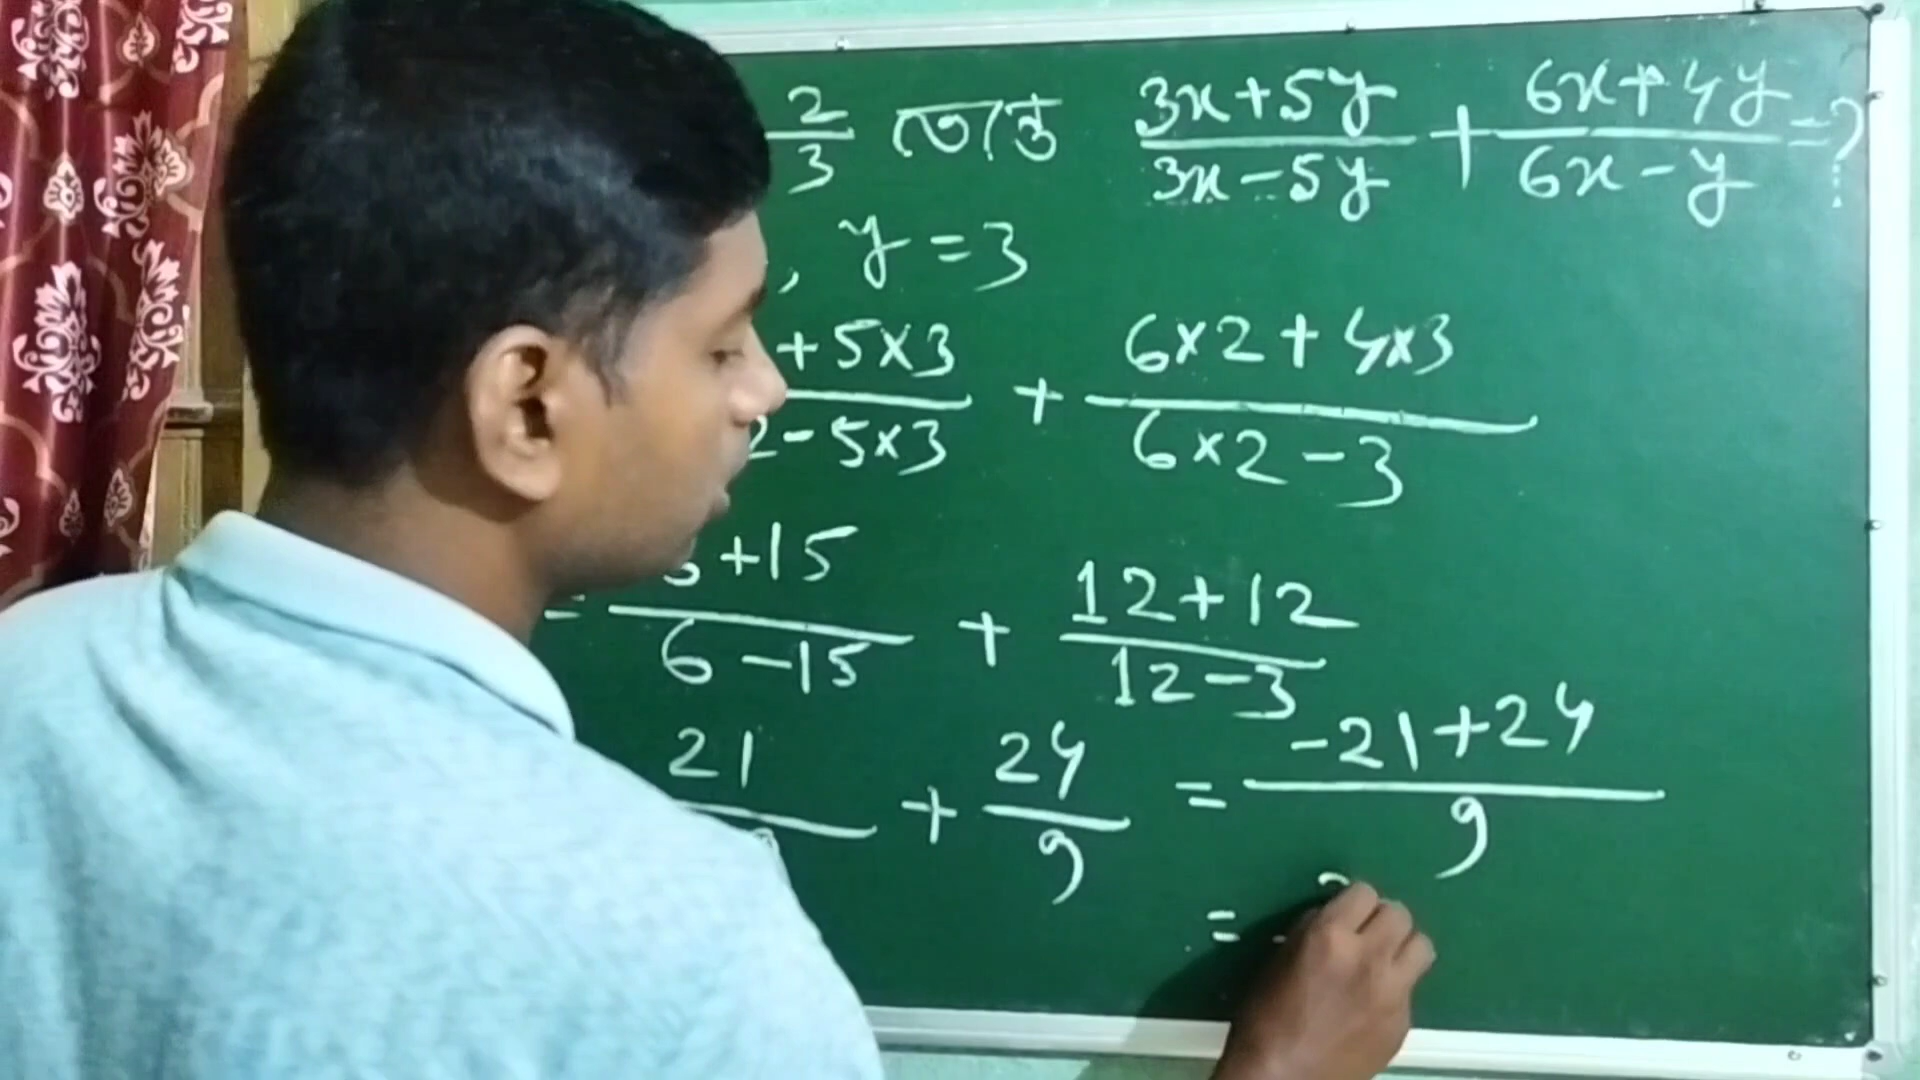 2/3 তাহলে (3x+5y)/(3x-5y) + (6x+4y)/(6x-y) = ?
, y = 3
+5×3 / 2-5×3 + (6×2+4×3)/(6×2-3)
= 6+15 / 6-15 + (12+12)/(12-3)
21 + 24/9 = (-21+24)/9
=